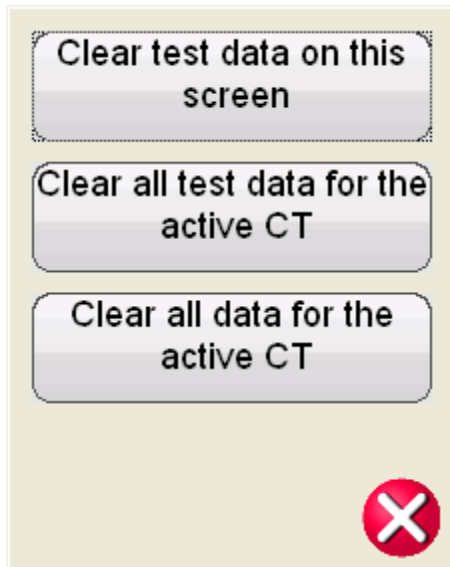 Clear test data on this
screen
Clear all test data for the
active CT
Clear all data for the
active CT